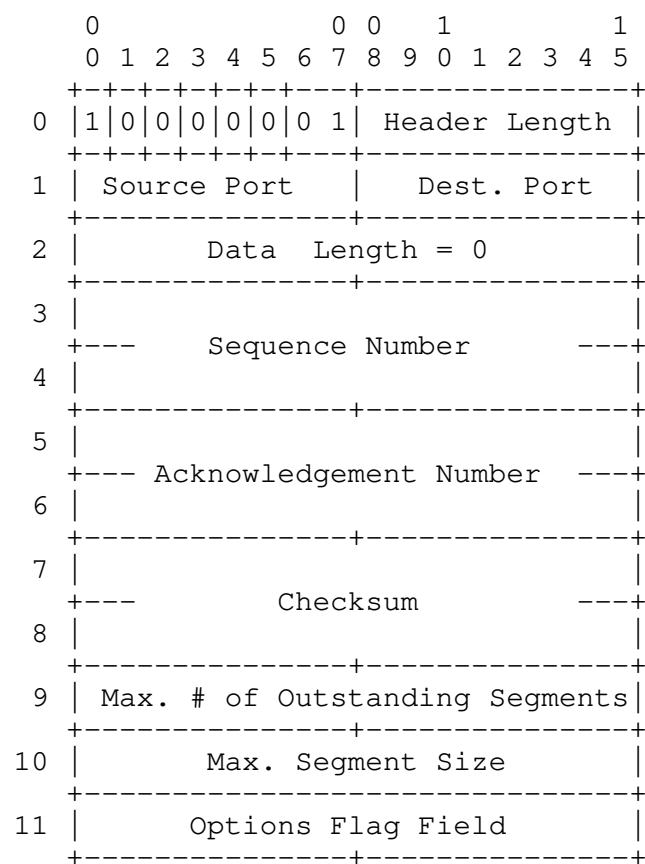 0 0 0 1 1
0 1 2 3 4 5 6 7 8 9 0 1 2 3 4 5
+-+-+-+-+-+-+---+---------------+
0 |1|0|0|0|0|0|0 1| Header Length |
+-+-+-+-+-+-+---+---------------+
1 | Source Port | Dest. Port |
+---------------+---------------+
2 | Data Length = 0 |
+---------------+---------------+
3 | |
+--- Sequence Number ---+
4 | |
+---------------+---------------+
5 | |
+--- Acknowledgement Number ---+
6 | |
+---------------+---------------+
7 | |
+--- Checksum ---+
8 | |
+---------------+---------------+
9 | Max. # of Outstanding Segments|
+---------------+---------------+
10 | Max. Segment Size |
+-------------------------------+
11 | Options Flag Field |
+---------------+---------------+